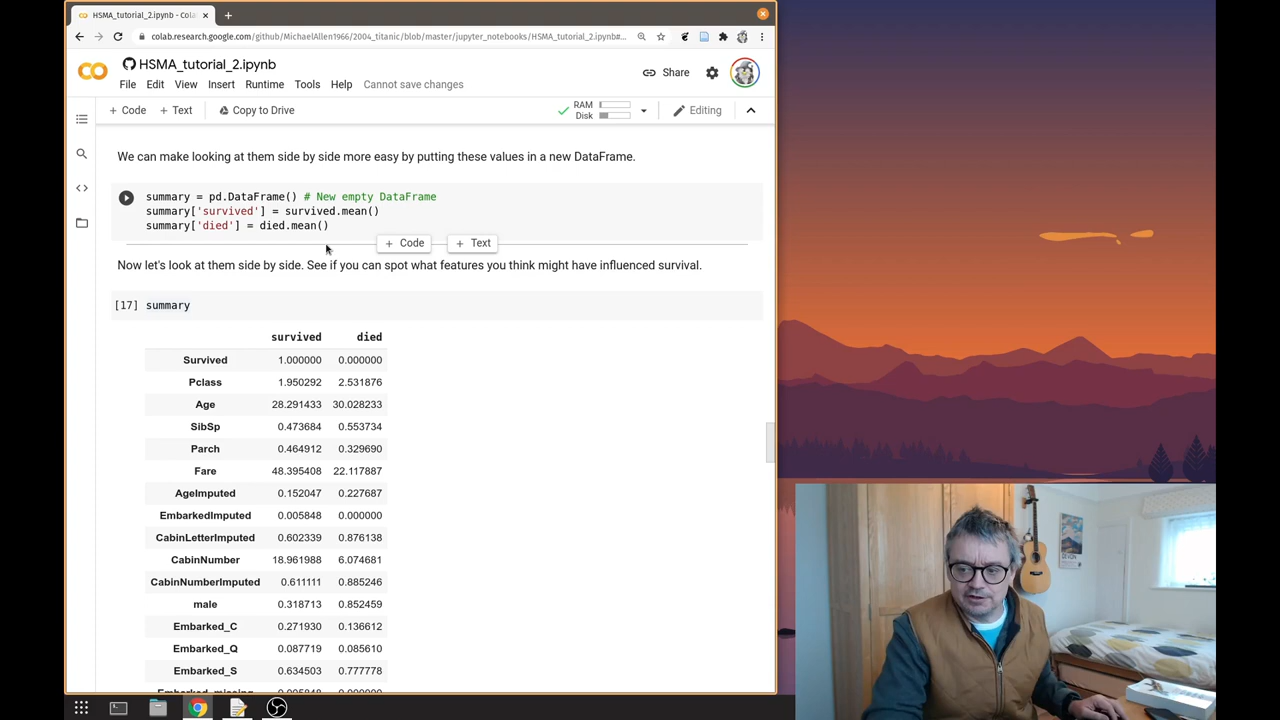 HSMA_tutorial_2.ipynb - Cola
colab.research.google.com/github/MichaelAllen1966/2004_titanic/blob/master/jupyter_notebooks/HSMA_tutorial_2.ipynb#...
HSMA_tutorial_2.ipynb
Share
File Edit View Insert Runtime Tools Help Cannot save changes
+ Code + Text Copy to Drive RAM Disk Editing
We can make looking at them side by side more easy by putting these values in a new DataFrame.
summary = pd.DataFrame() # New empty DataFrame
summary['survived'] = survived.mean()
summary['died'] = died.mean()
+ Code + Text
Now let's look at them side by side. See if you can spot what features you think might have influenced survival.
[17] summary
survived died
Survived 1.000000 0.000000
Pclass 1.950292 2.531876
Age 28.291433 30.028233
SibSp 0.473684 0.553734
Parch 0.464912 0.329690
Fare 48.395408 22.117887
AgeImputed 0.152047 0.227687
EmbarkedImputed 0.005848 0.000000
CabinLetterImputed 0.602339 0.876138
CabinNumber 18.961988 6.074681
CabinNumberImputed 0.611111 0.885246
male 0.318713 0.852459
Embarked_C 0.271930 0.136612
Embarked_Q 0.087719 0.085610
Embarked_S 0.634503 0.777778
Embarked_missing 0.005848 0.000000
DEVON